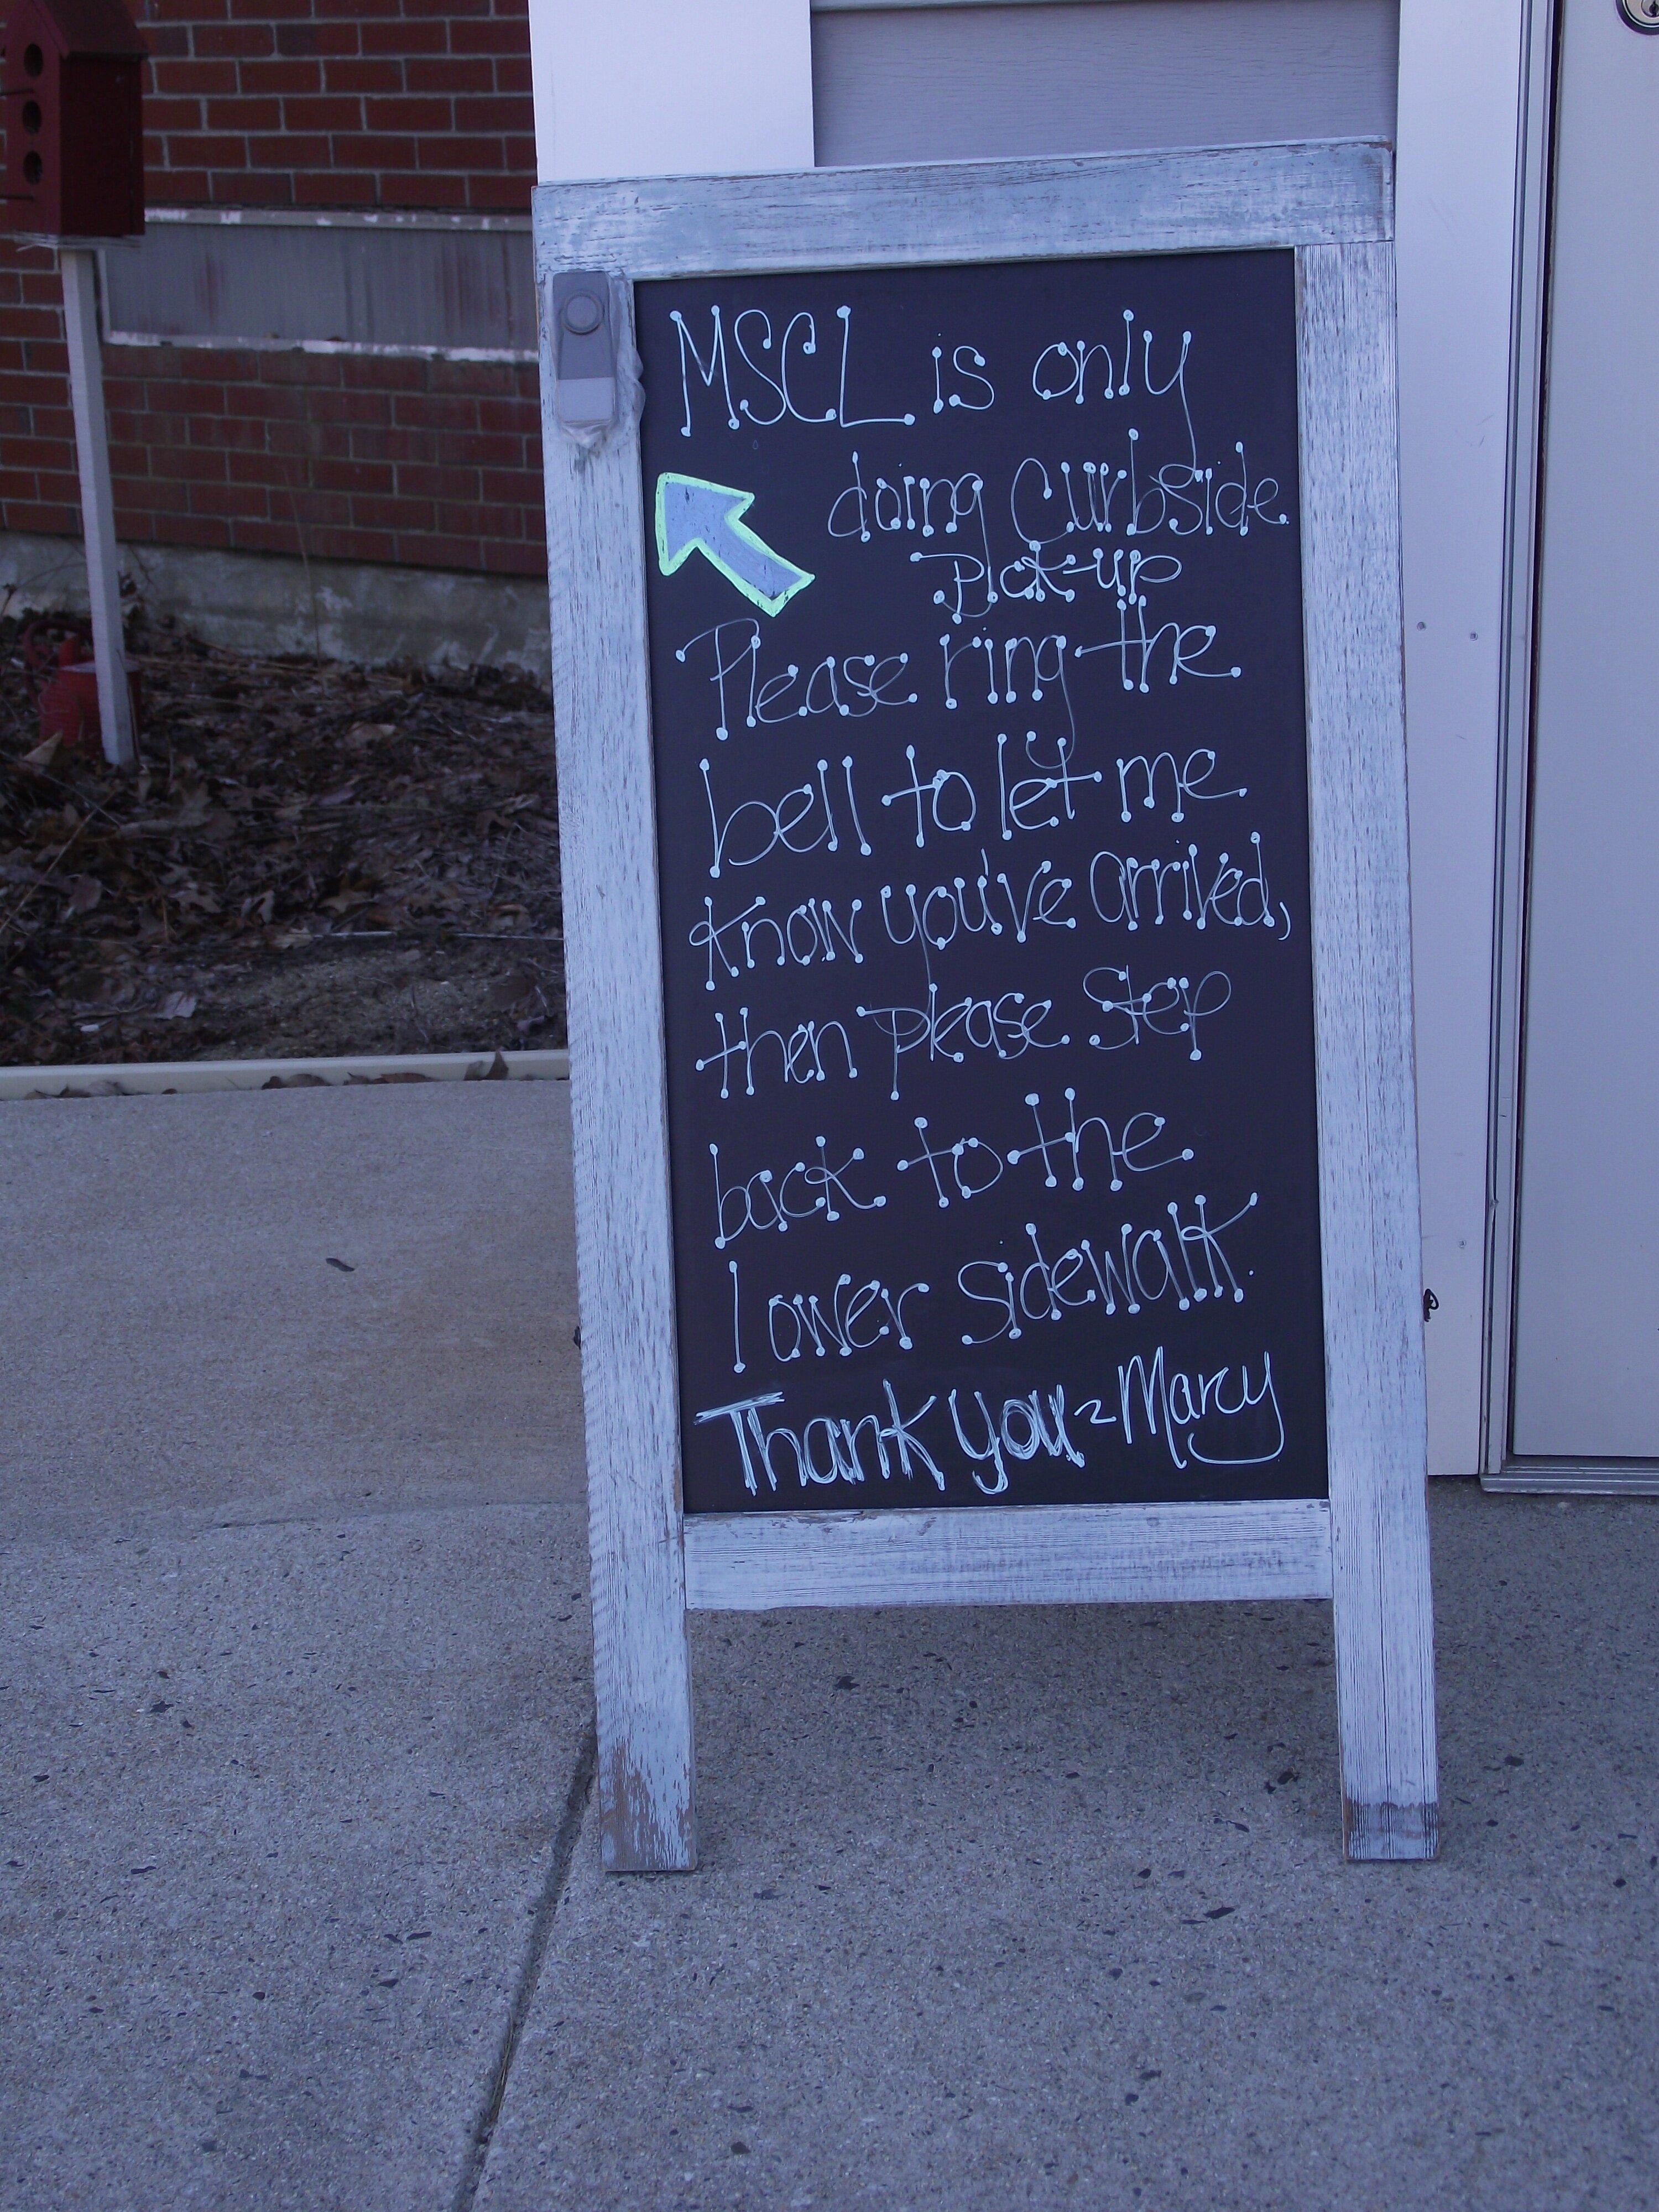 MSCL is only
doing Curbside
Pick-up
Please ring the
bell to let me
know you've arrived,
then please step
back to the
lower sidewalk.
Thank you ~ Marcy